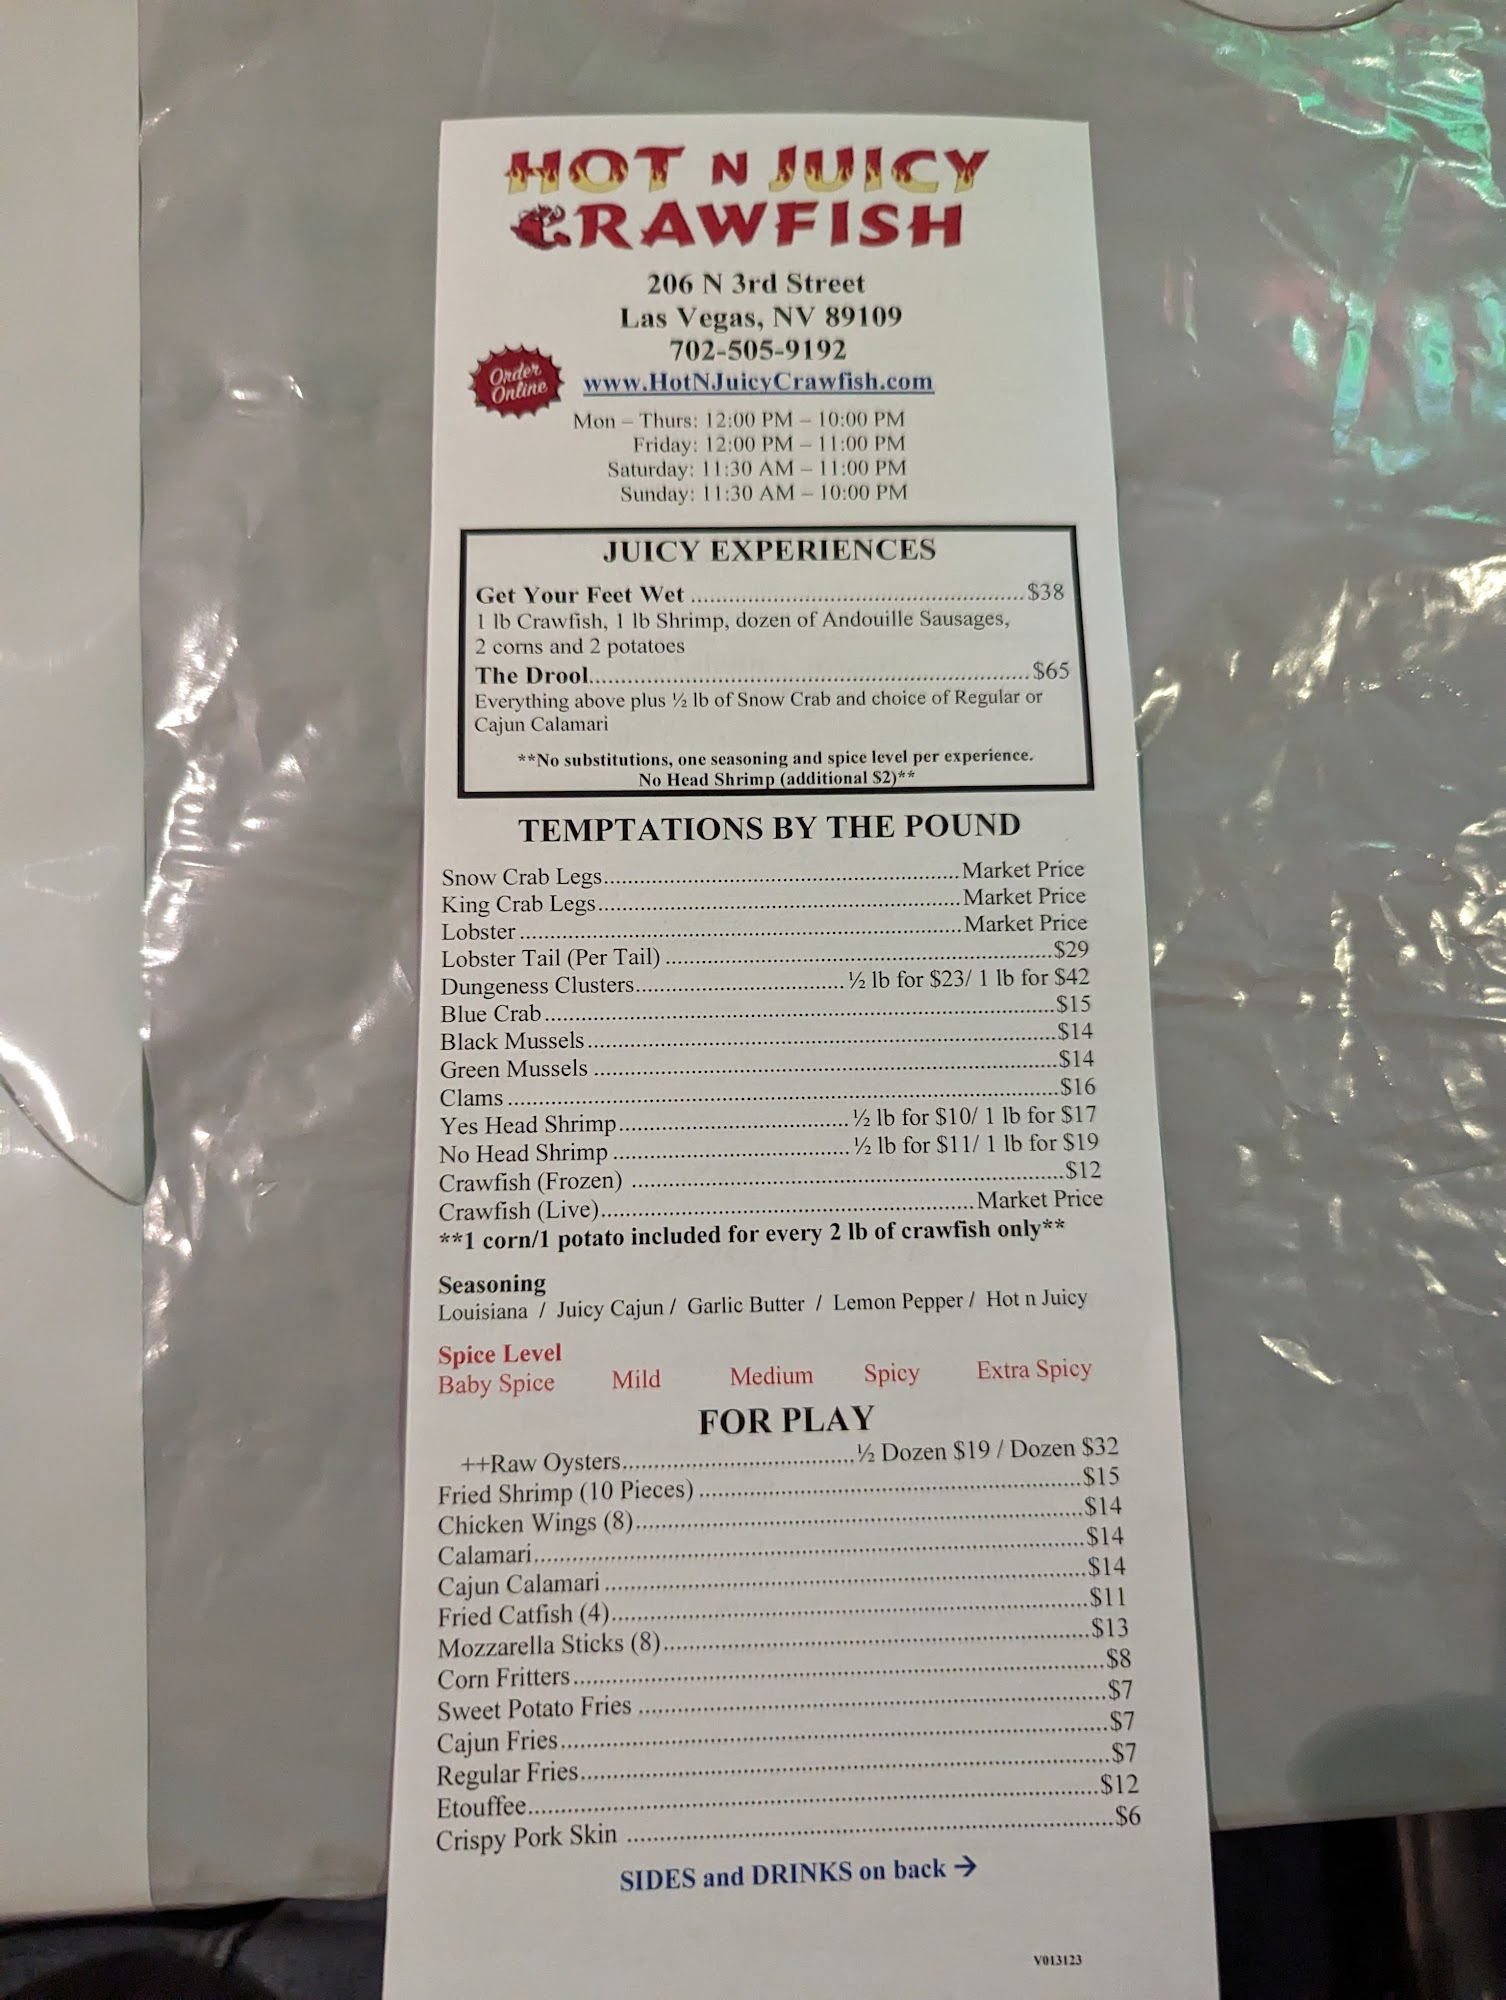 HOT N JUICY
CRAWFISH
206 N 3rd Street
Las Vegas, NV 89109
702-505-9192
Order
Online
www.HotNJuicyCrawfish.com
Mon – Thurs: 12:00 PM – 10:00 PM
Friday: 12:00 PM – 11:00 PM
Saturday: 11:30 AM – 11:00 PM
Sunday: 11:30 AM – 10:00 PM
JUICY EXPERIENCES
Get Your Feet Wet ........ $38
1 lb Crawfish, 1 lb Shrimp, dozen of Andouille Sausages,
2 corns and 2 potatoes
The Drool........ $65
Everything above plus ½ lb of Snow Crab and choice of Regular or
Cajun Calamari
**No substitutions, one seasoning and spice level per experience.
No Head Shrimp (additional $2)**
TEMPTATIONS BY THE POUND
Snow Crab Legs........ Market Price
King Crab Legs........ Market Price
Lobster ........ Market Price
Lobster Tail (Per Tail) ........ $29
Dungeness Clusters........ ½ lb for $23/ 1 lb for $42
Blue Crab ........ $15
Black Mussels ........ $14
Green Mussels ........ $14
Clams ........ $16
Yes Head Shrimp........ ½ lb for $10/ 1 lb for $17
No Head Shrimp ........ ½ lb for $11/ 1 lb for $19
Crawfish (Frozen) ........ $12
Crawfish (Live)........ Market Price
**1 corn/1 potato included for every 2 lb of crawfish only**
Seasoning
Louisiana / Juicy Cajun / Garlic Butter / Lemon Pepper / Hot n Juicy
Spice Level
Baby Spice Mild Medium Spicy Extra Spicy
FOR PLAY
++Raw Oysters........ ½ Dozen $19 / Dozen $32
Fried Shrimp (10 Pieces) ........ $15
Chicken Wings (8)........ $14
Calamari........ $14
Cajun Calamari ........ $14
Fried Catfish (4)........ $11
Mozzarella Sticks (8)........ $13
Corn Fritters........ $8
Sweet Potato Fries ........ $7
Cajun Fries........ $7
Regular Fries........ $7
Etouffee........ $12
Crispy Pork Skin ........ $6
SIDES and DRINKS on back →
V013123